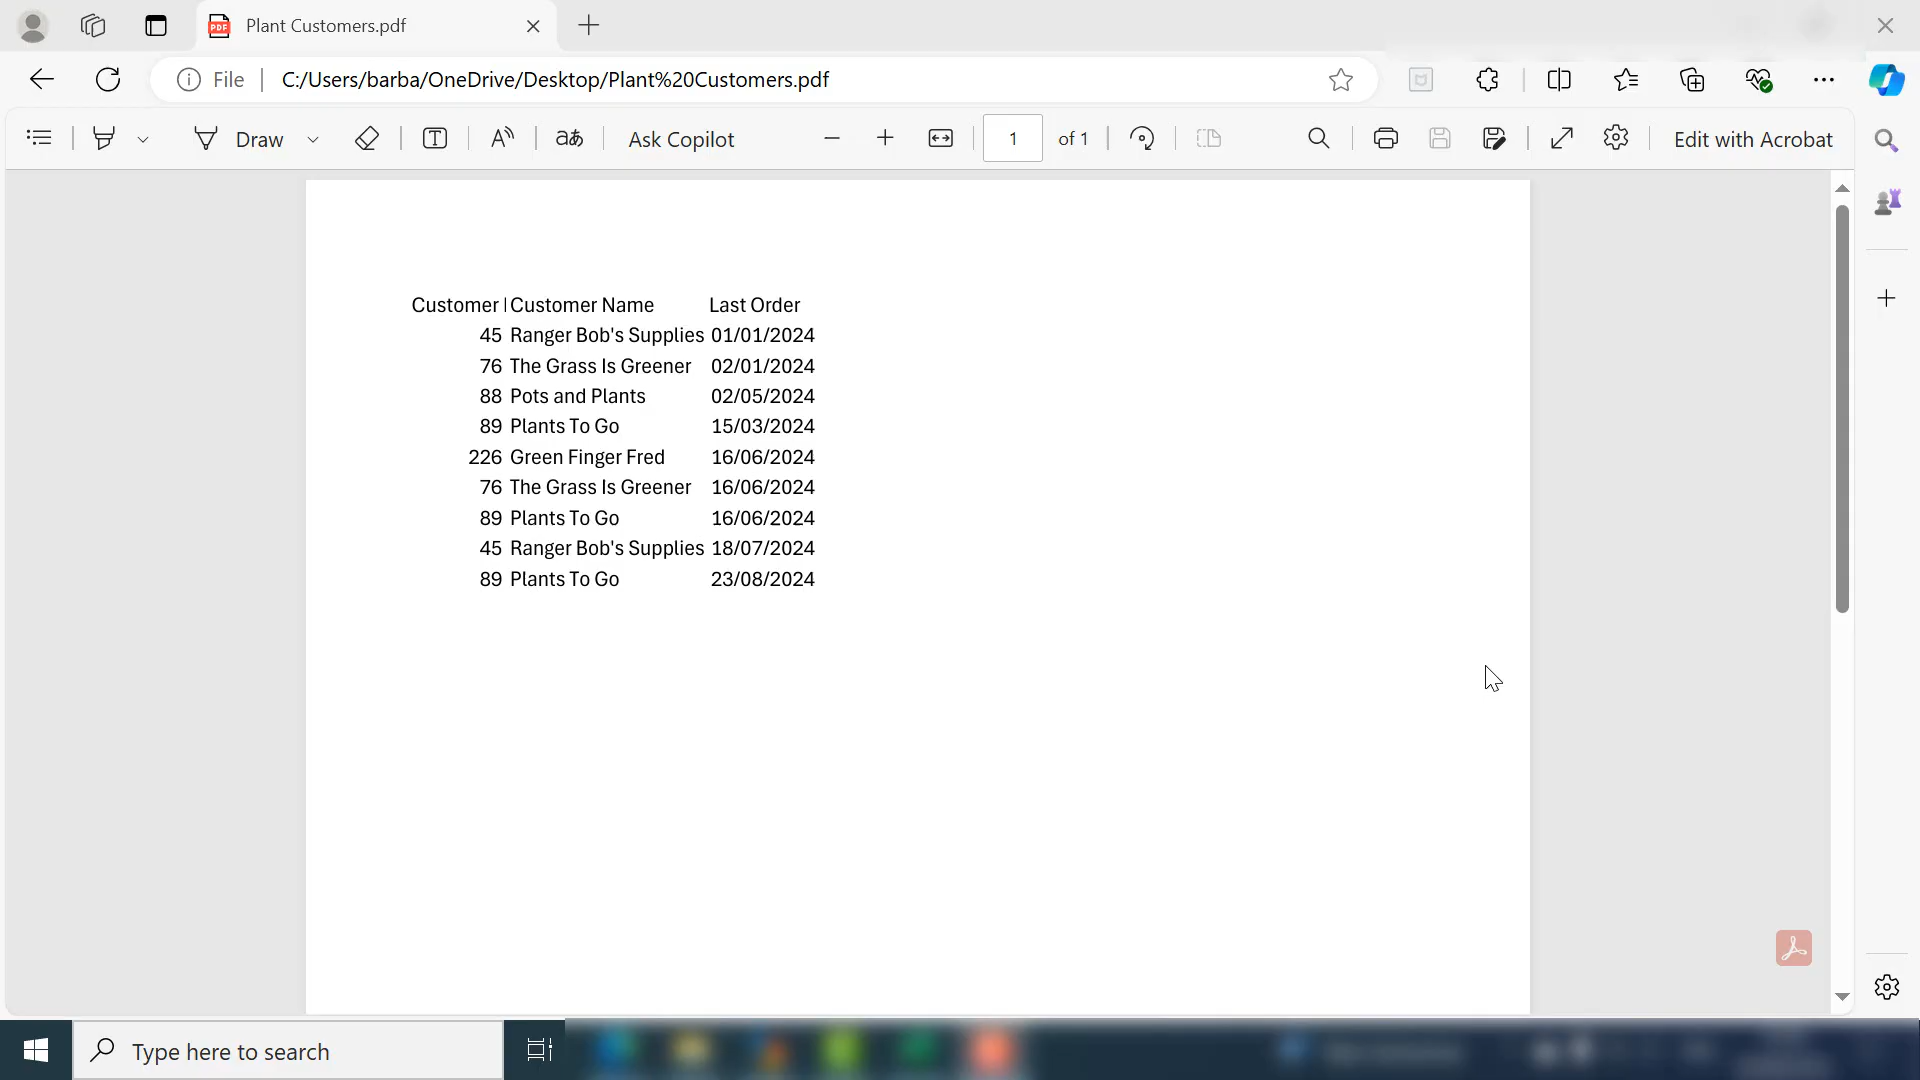 Plant Customers.pdf
File C:/Users/barba/OneDrive/Desktop/Plant%20Customers.pdf
Draw T A aあ Ask Copilot 1 of 1 Edit with Acrobat
Customer Customer Name Last Order
45 Ranger Bob's Supplies 01/01/2024
76 The Grass Is Greener 02/01/2024
88 Pots and Plants 02/05/2024
89 Plants To Go 15/03/2024
226 Green Finger Fred 16/06/2024
76 The Grass Is Greener 16/06/2024
89 Plants To Go 16/06/2024
45 Ranger Bob's Supplies 18/07/2024
89 Plants To Go 23/08/2024
Type here to search